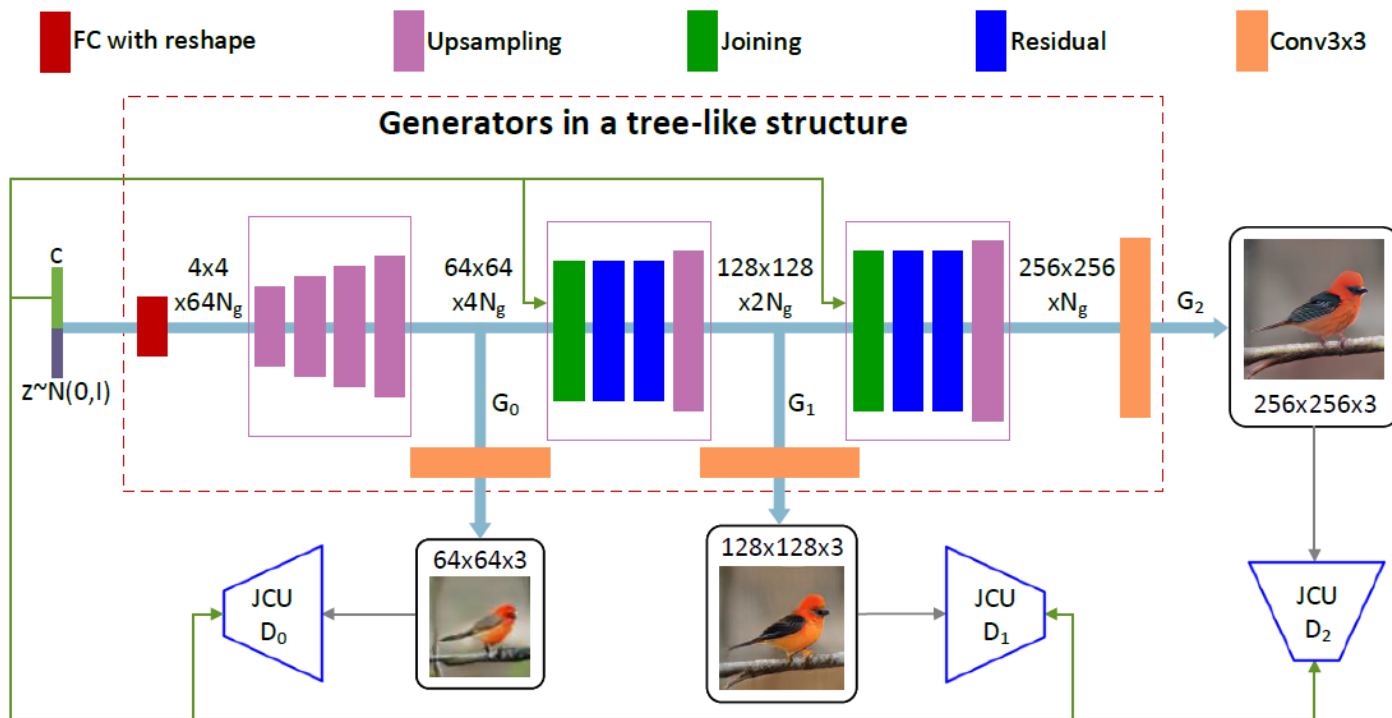 FC with reshape
Upsampling
Joining
Residual
Conv3x3
Generators in a tree-like structure
c
z~N(0,I)
4x4
x64Ng
64x64
x4Ng
128x128
x2Ng
256x256
xNg
G0
G1
G2
256x256x3
64x64x3
128x128x3
JCU
D0
JCU
D1
JCU
D2